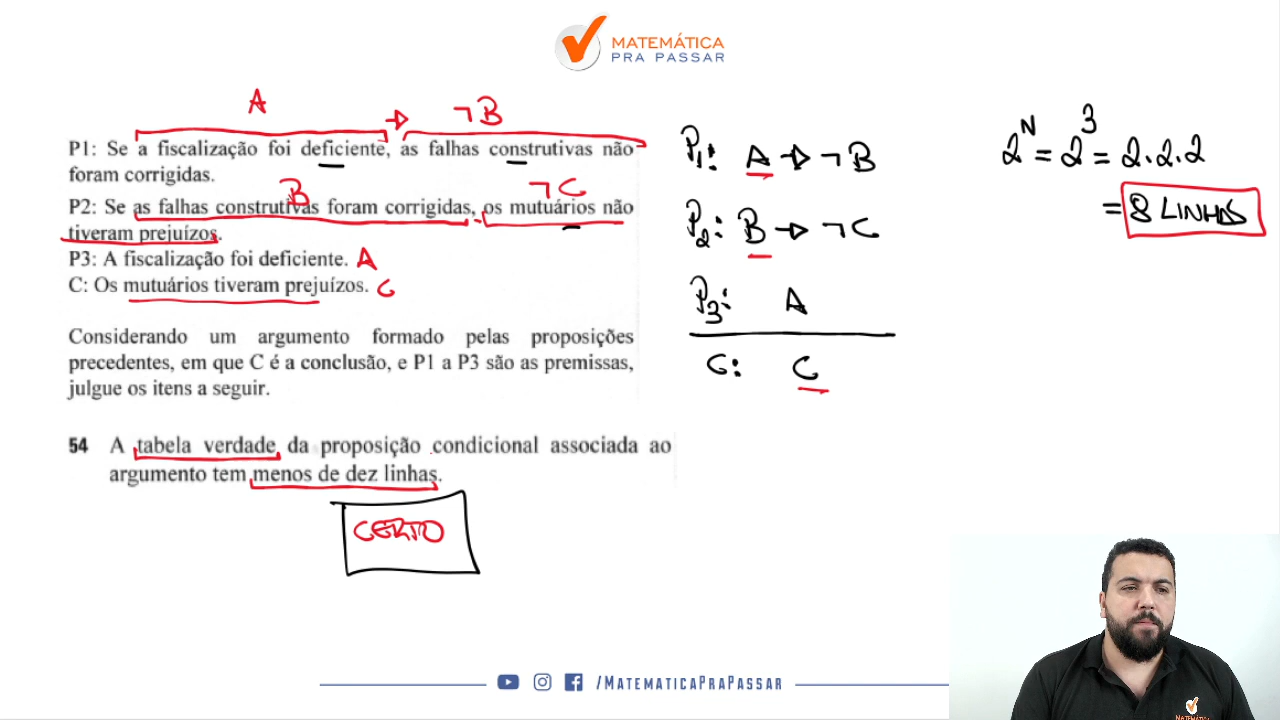 MATEMÁTICA
PRA PASSAR
A → ¬B
P1: Se a fiscalização foi deficiente, as falhas construtivas não
foram corrigidas.
B ¬C
P2: Se as falhas construtivas foram corrigidas, os mutuários não
tiveram prejuízos.
P3: A fiscalização foi deficiente. A
C: Os mutuários tiveram prejuízos. C
Considerando um argumento formado pelas proposições
precedentes, em que C é a conclusão, e P1 a P3 são as premissas,
julgue os itens a seguir.
54 A tabela verdade da proposição condicional associada ao
argumento tem menos de dez linhas.
CERTO
P1: A → ¬B
P2: B → ¬C
P3: A
C: C
2^N = 2^3 = 2.2.2
= 8 LINHAS
/MATEMATICAPRAPASSAR
MATEMÁTICA